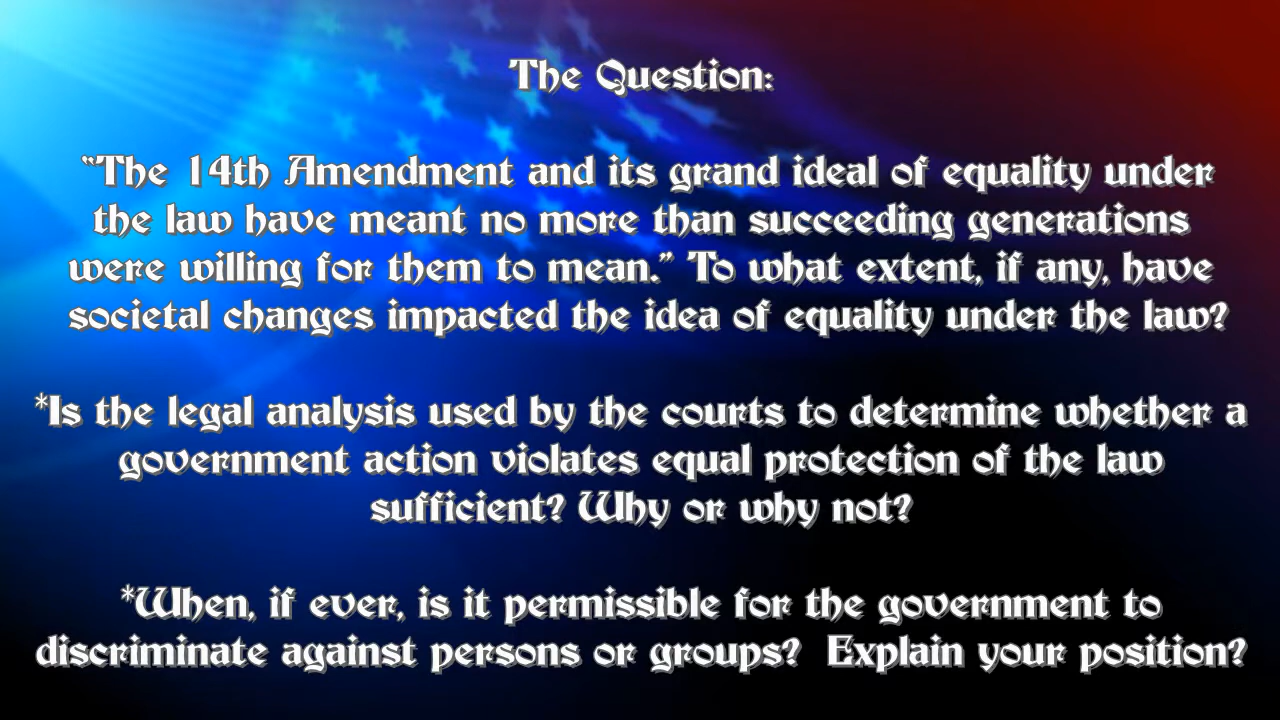 The Question:
“The 14th Amendment and its grand ideal of equality under
the law have meant no more than succeeding generations
were willing for them to mean.” To what extent, if any, have
societal changes impacted the idea of equality under the law?
*Is the legal analysis used by the courts to determine whether a
government action violates equal protection of the law
sufficient? Why or why not?
*When, if ever, is it permissible for the government to
discriminate against persons or groups?  Explain your position?